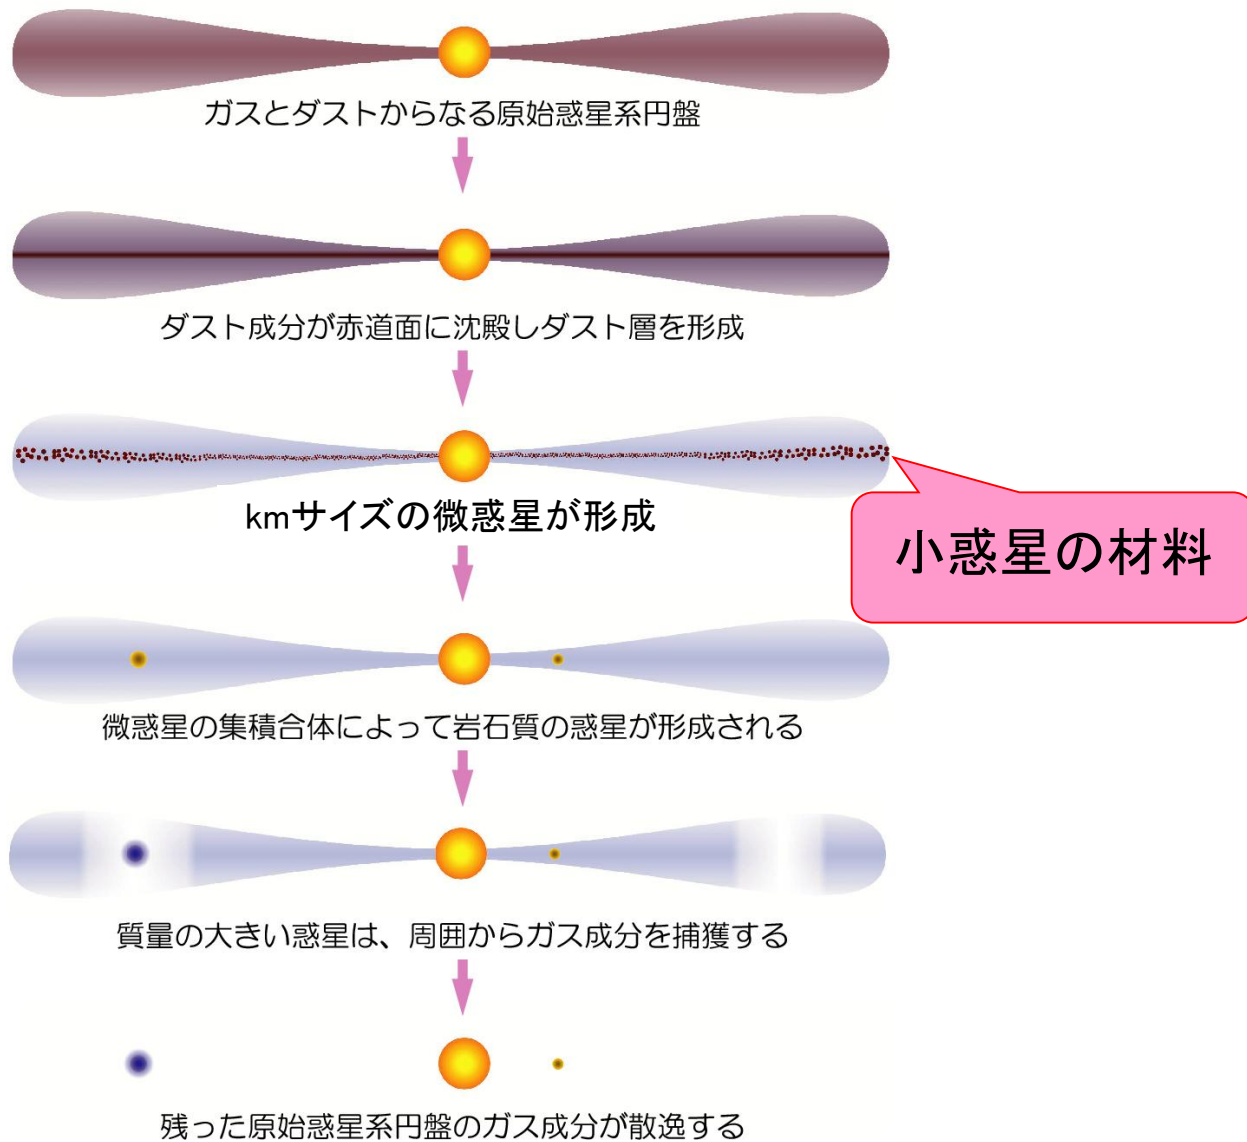 ガスとダストからなる原始惑星系円盤
ダスト成分が赤道面に沈殿しダスト層を形成
kmサイズの微惑星が形成
小惑星の材料
微惑星の集積合体によって岩石質の惑星が形成される
質量の大きい惑星は、周囲からガス成分を捕獲する
残った原始惑星系円盤のガス成分が散逸する